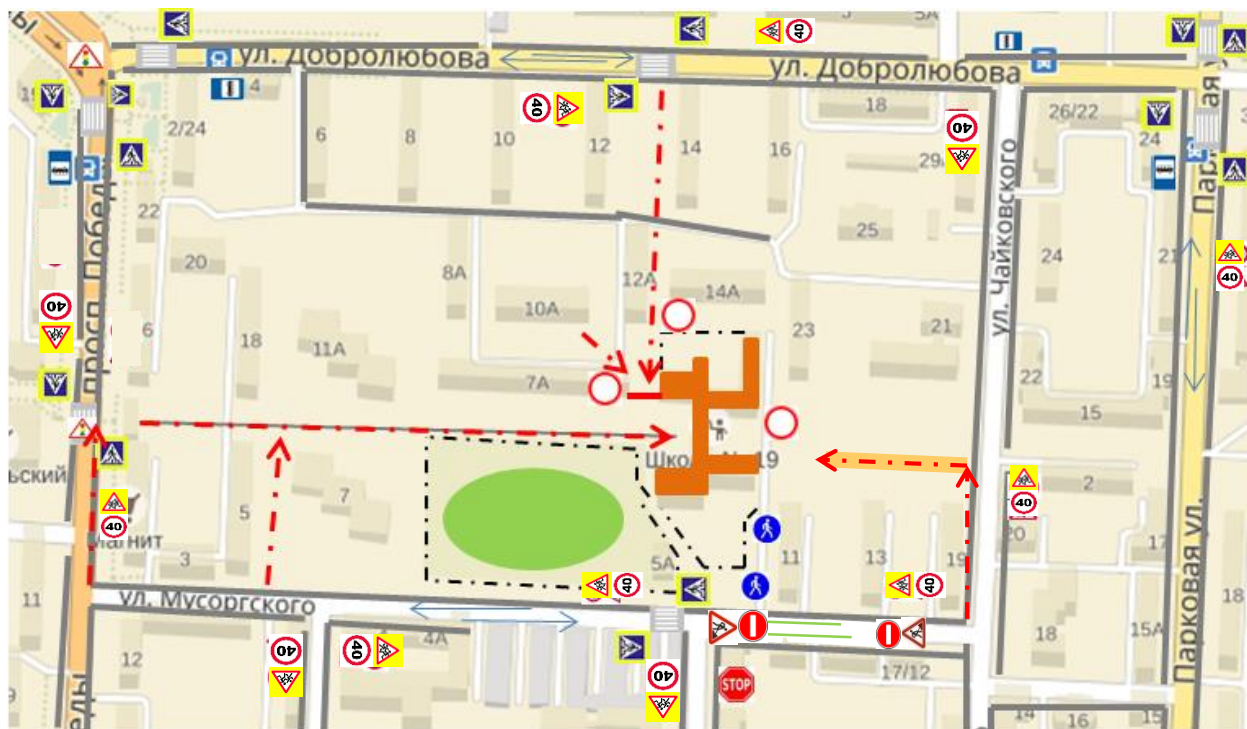 ул. Добролюбова
ул. Добролюбова
5А
40
4
2/24
6
8
10
12
14
16
18
29
26/22
24
40
40
22
20
18
8А
10А
12А
14А
25
23
21
24
21
22
19
15
ул. Чайковского
просп. Победы
Парковая ул.
40
40
6
11А
7А
7
5
3
Школа № 19
40
Магнит
2
40
20
17
5А
40
11
13
19
40
ул. Мусоргского
11
12
4А
40
40
40
STOP
17/12
18
15А
18
14
16
15